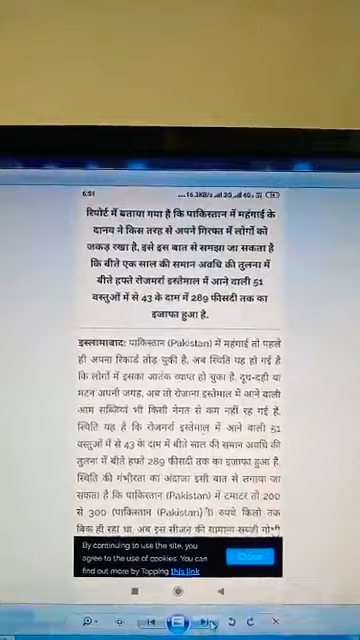 6:51 ...16.3KB/s 3G 4G
रिपोर्ट में बताया गया है कि पाकिस्तान में महंगाई के
दानव ने किस तरह से अपने गिरफ्त में लोगों को
जकड़ रखा है, इसे इस बात से समझा जा सकता है
कि बीते एक साल की समान अवधि की तुलना में
बीते हफ्ते रोजमर्रा इस्तेमाल में आने वाली 51
वस्तुओं में से 43 के दाम में 289 फीसदी तक का
इजाफा हुआ है.
इस्लामाबाद: पाकिस्तान (Pakistan) में महंगाई तो पहले
ही अपना रिकार्ड तोड़ चुकी है. अब स्थिति यह हो गई है
कि लोगों में इसका आतंक व्याप्त हो चुका है. दूध-दही या
मटन अपनी जगह, अब तो रोजाना इस्तेमाल में आने वाली
आम सब्जियां भी किसी नेमत से कम नहीं रह गई हैं.
स्थिति यह है कि रोजमर्रा इस्तेमाल में आने वाली 51
वस्तुओं में से 43 के दाम में बीते साल की समान अवधि की
तुलना में बीते हफ्ते 289 फीसदी तक का इजाफा हुआ है.
स्थिति की गंभीरता का अंदाजा इसी बात से लगाया जा
सकता है कि पाकिस्तान (Pakistan) में टमाटर तो 200
से 300 (पाकिस्तान (Pakistan)ी) रुपये किलो तक
बिक ही रहा था, अब इस सीजन की सामान्य सब्जी गोभी
By continuing to use the site, you
agree to the use of cookies. You can
find out more by Tapping this link
Close